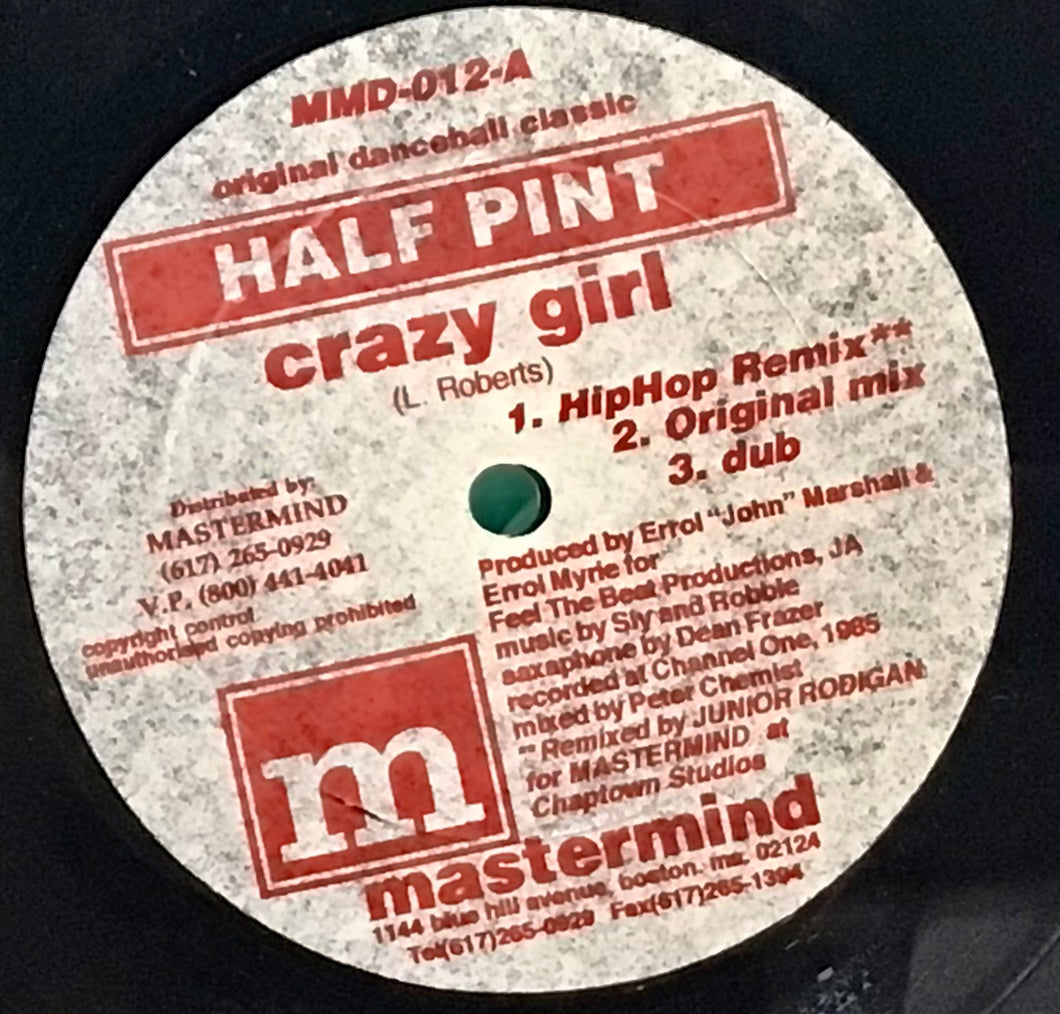 MMD-012-A
original dancehall classic
HALF PINT
crazy girl
(L. Roberts)
1. HipHop Remix**
2. Original mix
3. dub
Distributed by:
MASTERMIND
(617) 265-0929
V.P. (800) 441-4041
copyright control
unauthorised copying prohibited
Produced by Errol "John" Marshall &
Errol Myrie for
Feel The Beat Productions, JA
music by Sly and Robbie
saxaphone by Dean Frazer
recorded at Channel One, 1985
mixed by Peter Chemist
** Remixed by JUNIOR RODIGAN
for MASTERMIND at
Chaptown Studios
m
mastermind
1144 blue hill avenue, boston. ma. 02124
Tel(617)265-0929 Fax(617)265-1394